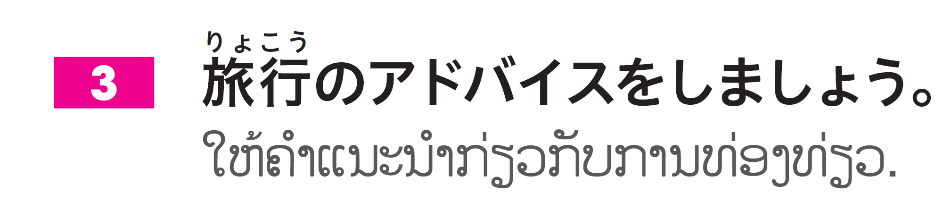 りょこう
3 旅行のアドバイスをしましょう。
ໃຫ້ຄຳແນະນຳກ່ຽວກັບການທ່ອງທ່ຽວ.